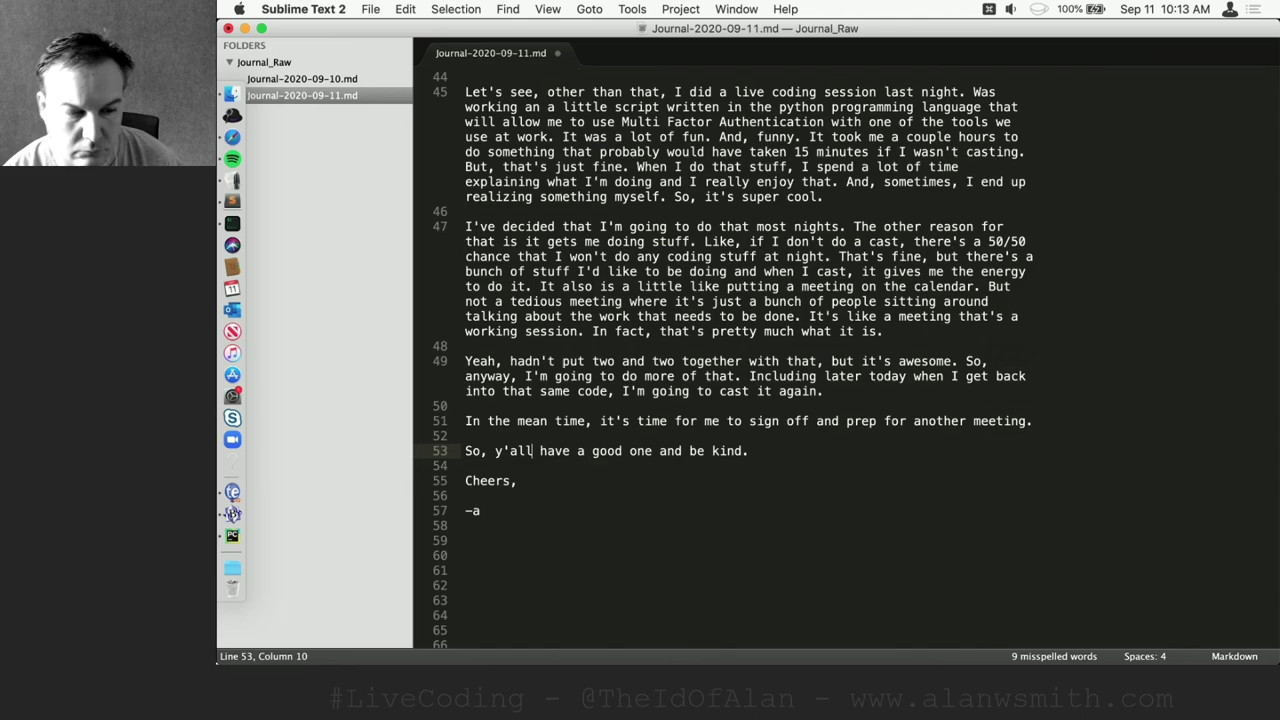 Sublime Text 2 File Edit Selection Find View Goto Tools Project Window Help 100% Sep 11 10:13 AM
Journal-2020-09-11.md — Journal_Raw
FOLDERS
Journal_Raw
Journal-2020-09-10.md
Journal-2020-09-11.md
Journal-2020-09-11.md
44
45 Let's see, other than that, I did a live coding session last night. Was
working an a little script written in the python programming language that
will allow me to use Multi Factor Authentication with one of the tools we
use at work. It was a lot of fun. And, funny. It took me a couple hours to
do something that probably would have taken 15 minutes if I wasn't casting.
But, that's just fine. When I do that stuff, I spend a lot of time
explaining what I'm doing and I really enjoy that. And, sometimes, I end up
realizing something myself. So, it's super cool.
46
47 I've decided that I'm going to do that most nights. The other reason for
that is it gets me doing stuff. Like, if I don't do a cast, there's a 50/50
chance that I won't do any coding stuff at night. That's fine, but there's a
bunch of stuff I'd like to be doing and when I cast, it gives me the energy
to do it. It also is a little like putting a meeting on the calendar. But
not a tedious meeting where it's just a bunch of people sitting around
talking about the work that needs to be done. It's like a meeting that's a
working session. In fact, that's pretty much what it is.
48
49 Yeah, hadn't put two and two together with that, but it's awesome. So,
anyway, I'm going to do more of that. Including later today when I get back
into that same code, I'm going to cast it again.
50
51 In the mean time, it's time for me to sign off and prep for another meeting.
52
53 So, y'all have a good one and be kind.
54
55 Cheers,
56
57 -a
58
59
60
61
62
63
64
65
66
Line 53, Column 10 9 misspelled words Spaces: 4 Markdown
#LiveCoding - @TheIdOfAlan - www.alanwsmith.com